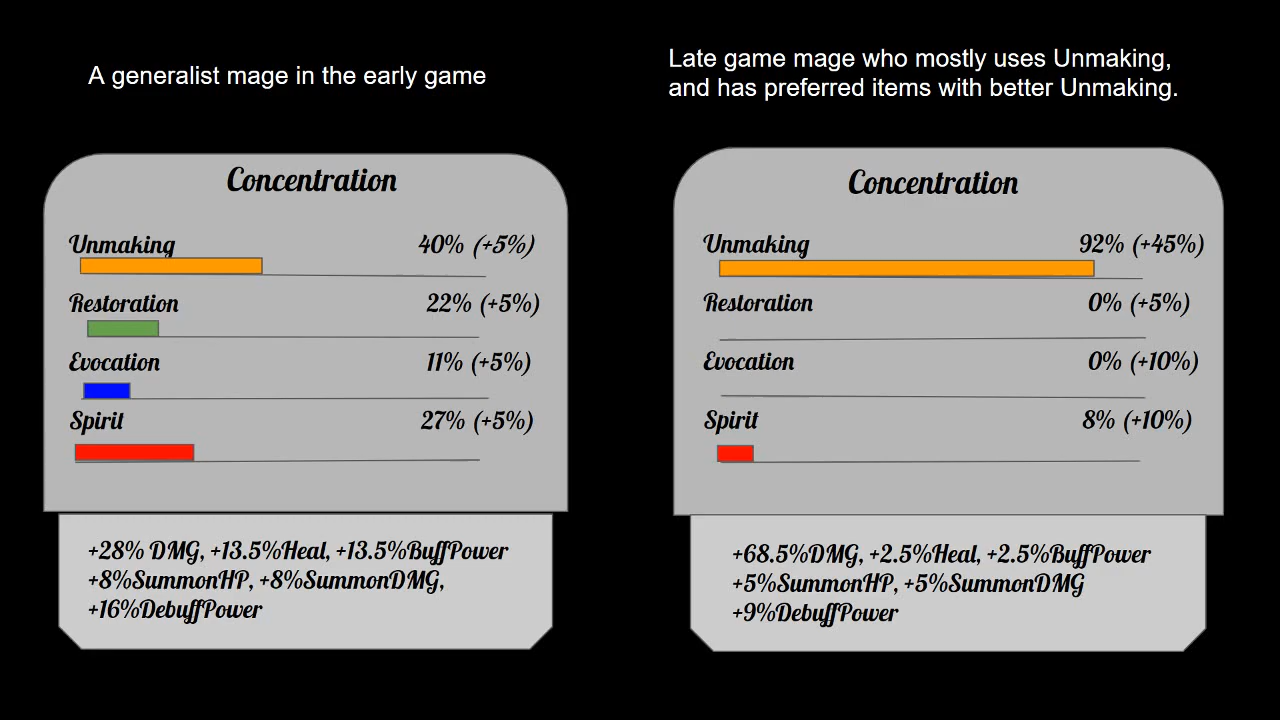 A generalist mage in the early game
Concentration
Unmaking 40% (+5%)
Restoration 22% (+5%)
Evocation 11% (+5%)
Spirit 27% (+5%)
+28% DMG, +13.5%Heal, +13.5%BuffPower
+8%SummonHP, +8%SummonDMG,
+16%DebuffPower
Late game mage who mostly uses Unmaking,
and has preferred items with better Unmaking.
Concentration
Unmaking 92% (+45%)
Restoration 0% (+5%)
Evocation 0% (+10%)
Spirit 8% (+10%)
+68.5%DMG, +2.5%Heal, +2.5%BuffPower
+5%SummonHP, +5%SummonDMG
+9%DebuffPower